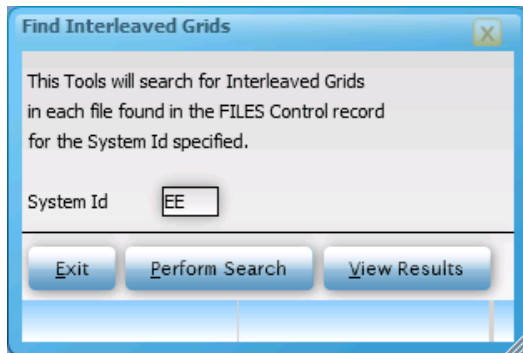 Find Interleaved Grids
X
This Tools will search for Interleaved Grids
in each file found in the FILES Control record
for the System Id specified.
System Id EE
Exit Perform Search View Results